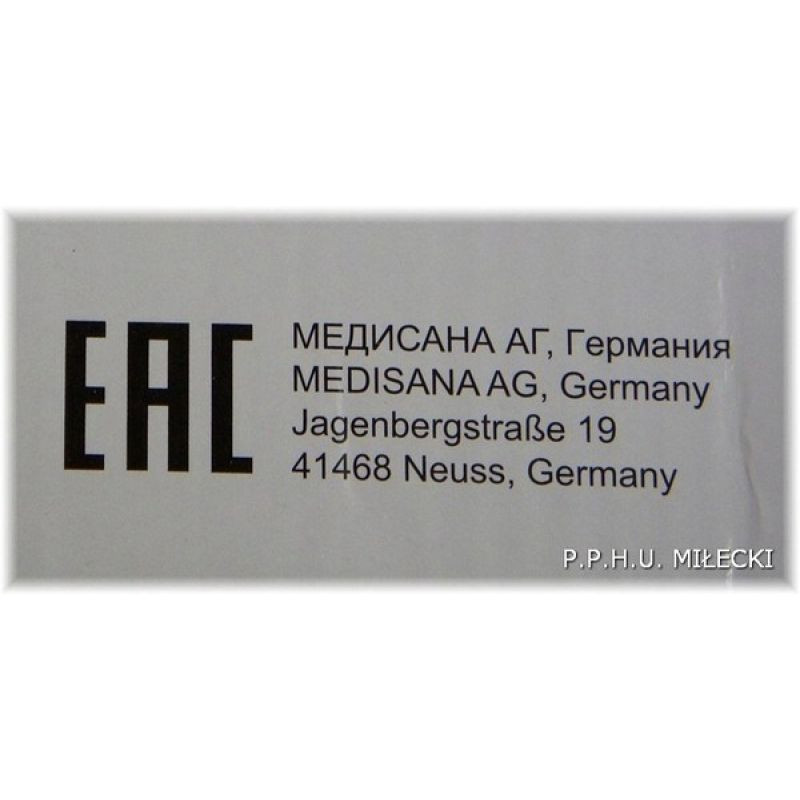 EAC
МЕДИСАНА АГ, Германия
MEDISANA AG, Germany
Jagenbergstraße 19
41468 Neuss, Germany
P.P.H.U. MIŁECKI